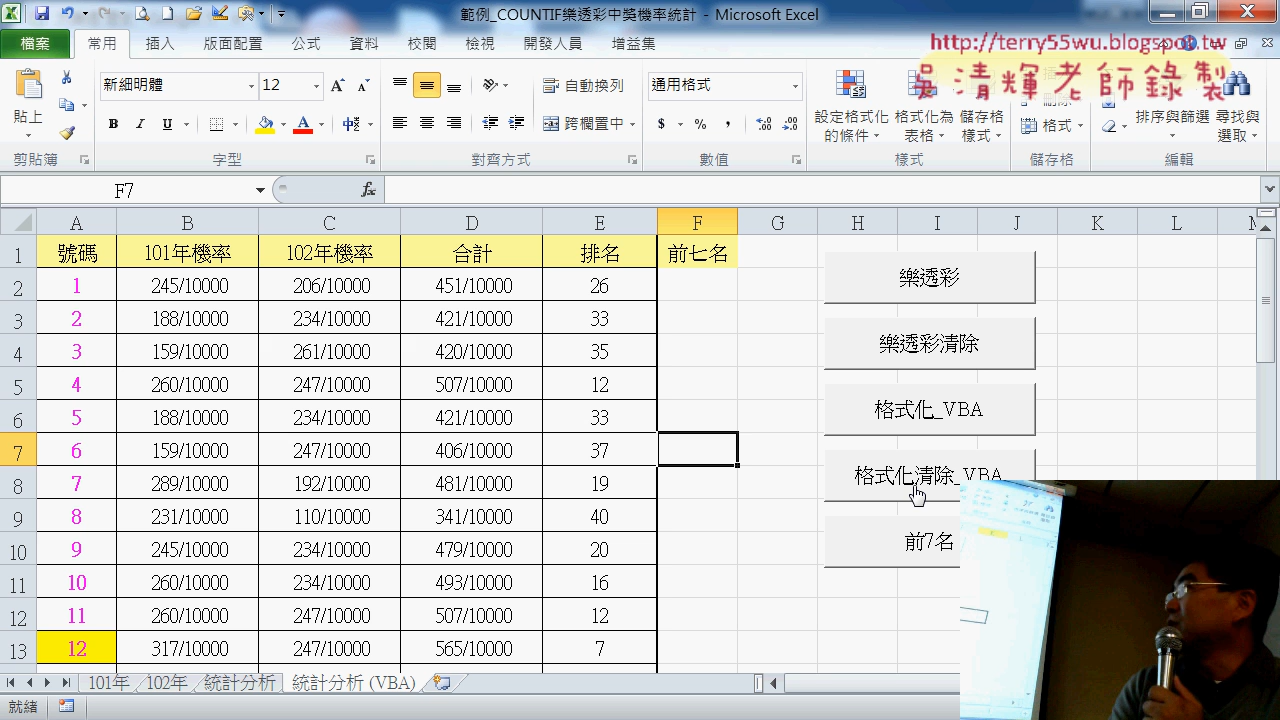 範例_COUNTIF樂透彩中獎機率統計 - Microsoft Excel
檔案 常用 插入 版面配置 公式 資料 校閱 檢視 開發人員 增益集
http://terry55wu.blogspot.tw
吳清輝老師錄製
貼上
剪貼簿
新細明體 12
B I U
字型
自動換列
跨欄置中
對齊方式
通用格式
$ % ,
數值
設定格式化的條件 格式化為表格 儲存格樣式
樣式
格式
儲存格
排序與篩選 尋找與選取
編輯
F7 fx
A B C D E F G H I J K L
1 號碼 101年機率 102年機率 合計 排名 前七名
2 1 245/10000 206/10000 451/10000 26
3 2 188/10000 234/10000 421/10000 33
4 3 159/10000 261/10000 420/10000 35
5 4 260/10000 247/10000 507/10000 12
6 5 188/10000 234/10000 421/10000 33
7 6 159/10000 247/10000 406/10000 37
8 7 289/10000 192/10000 481/10000 19
9 8 231/10000 110/10000 341/10000 40
10 9 245/10000 234/10000 479/10000 20
11 10 260/10000 234/10000 493/10000 16
12 11 260/10000 247/10000 507/10000 12
13 12 317/10000 247/10000 565/10000 7
樂透彩
樂透彩清除
格式化_VBA
格式化清除_VBA
前7名
101年 102年 統計分析 統計分析 (VBA)
就緒